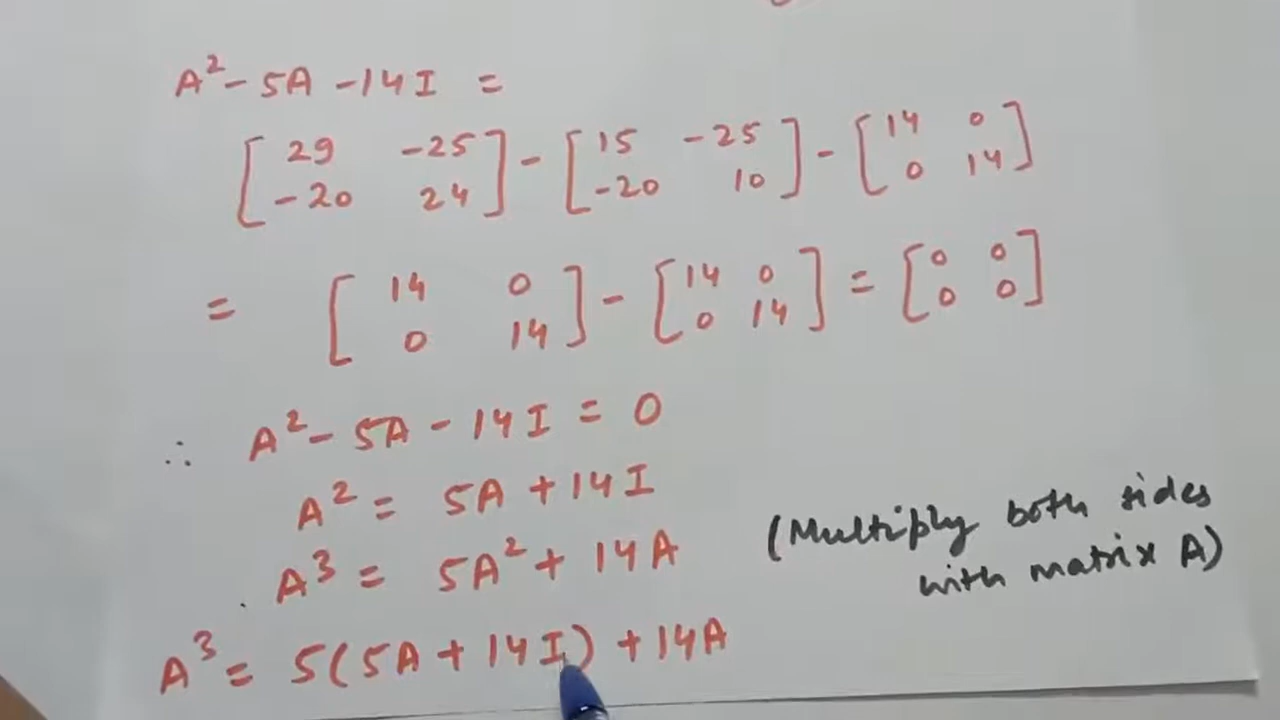 A² - 5A - 14I =
[ 29 -25 ] - [ 15 -25 ] - [ 14 0 ]
[ -20 24 ] [ -20 10 ] [ 0 14 ]
= [ 14 0 ] - [ 14 0 ] = [ 0 0 ]
[ 0 14 ] [ 0 14 ] [ 0 0 ]
∴ A² - 5A - 14I = 0
A² = 5A + 14I
A³ = 5A² + 14A
(Multiply both sides
with matrix A)
A³ = 5(5A + 14I) + 14A